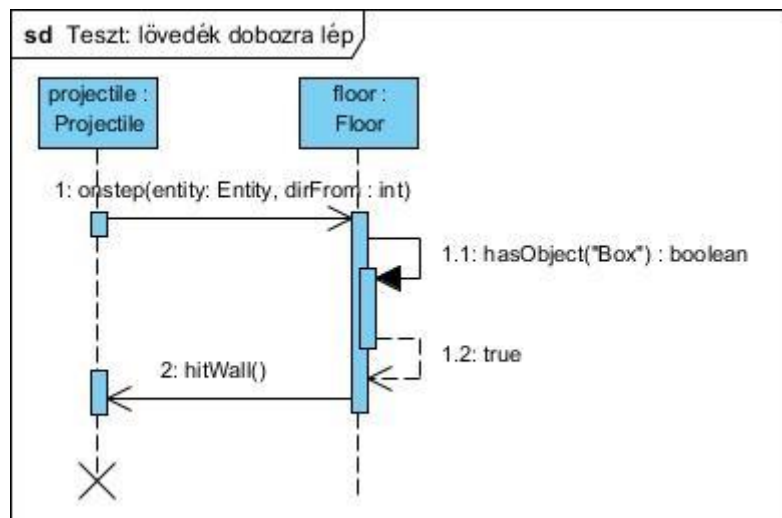 sd Teszt: lövedék dobozra lép
projectile :
Projectile
floor :
Floor
1: onstep(entity: Entity, dirFrom : int)
1.1: hasObject("Box") : boolean
1.2: true
2: hitWall()